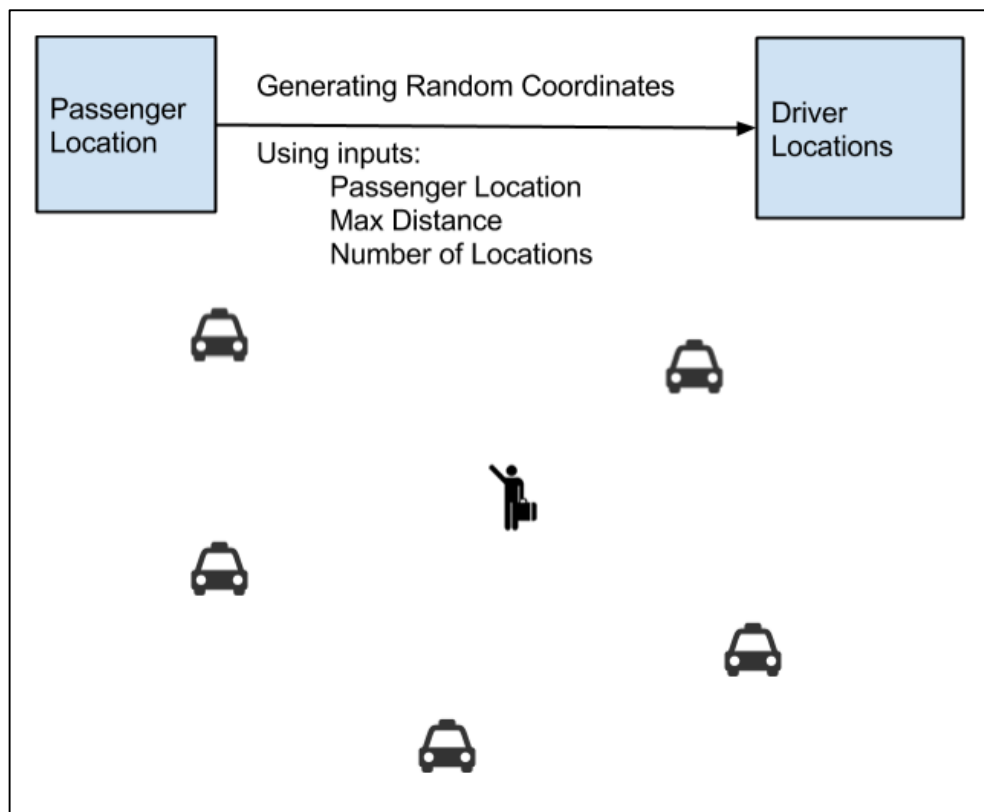 Passenger
Location
Generating Random Coordinates
Using inputs:
Passenger Location
Max Distance
Number of Locations
Driver
Locations